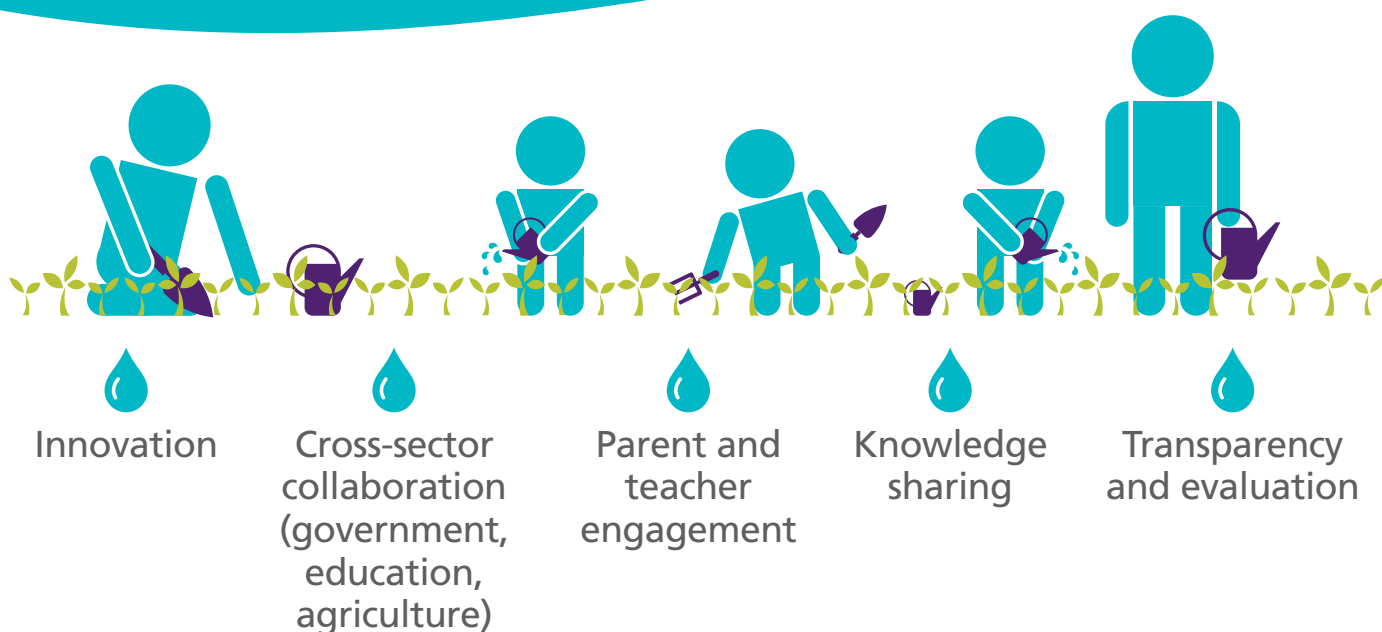 Innovation
Cross-sector
collaboration
(government,
education,
agriculture)
Parent and
teacher
engagement
Knowledge
sharing
Transparency
and evaluation